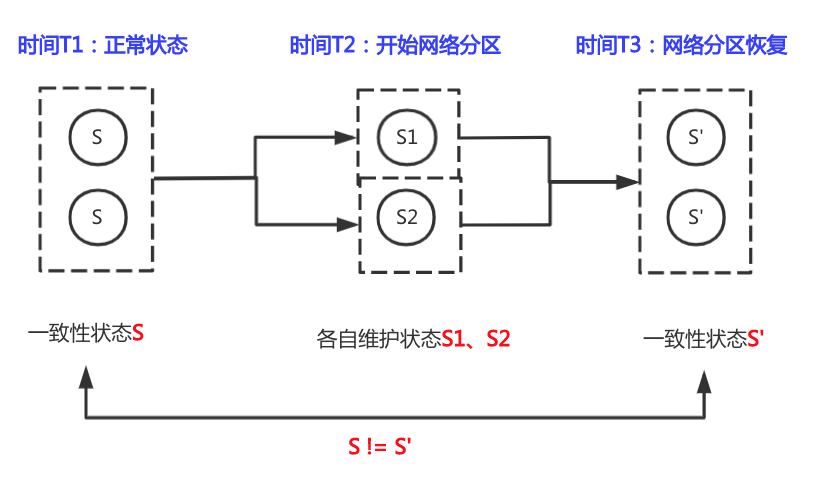 时间T1：正常状态
时间T2：开始网络分区
时间T3：网络分区恢复
S
S1
S'
S
S2
S'
一致性状态S
各自维护状态S1、S2
一致性状态S'
S != S'